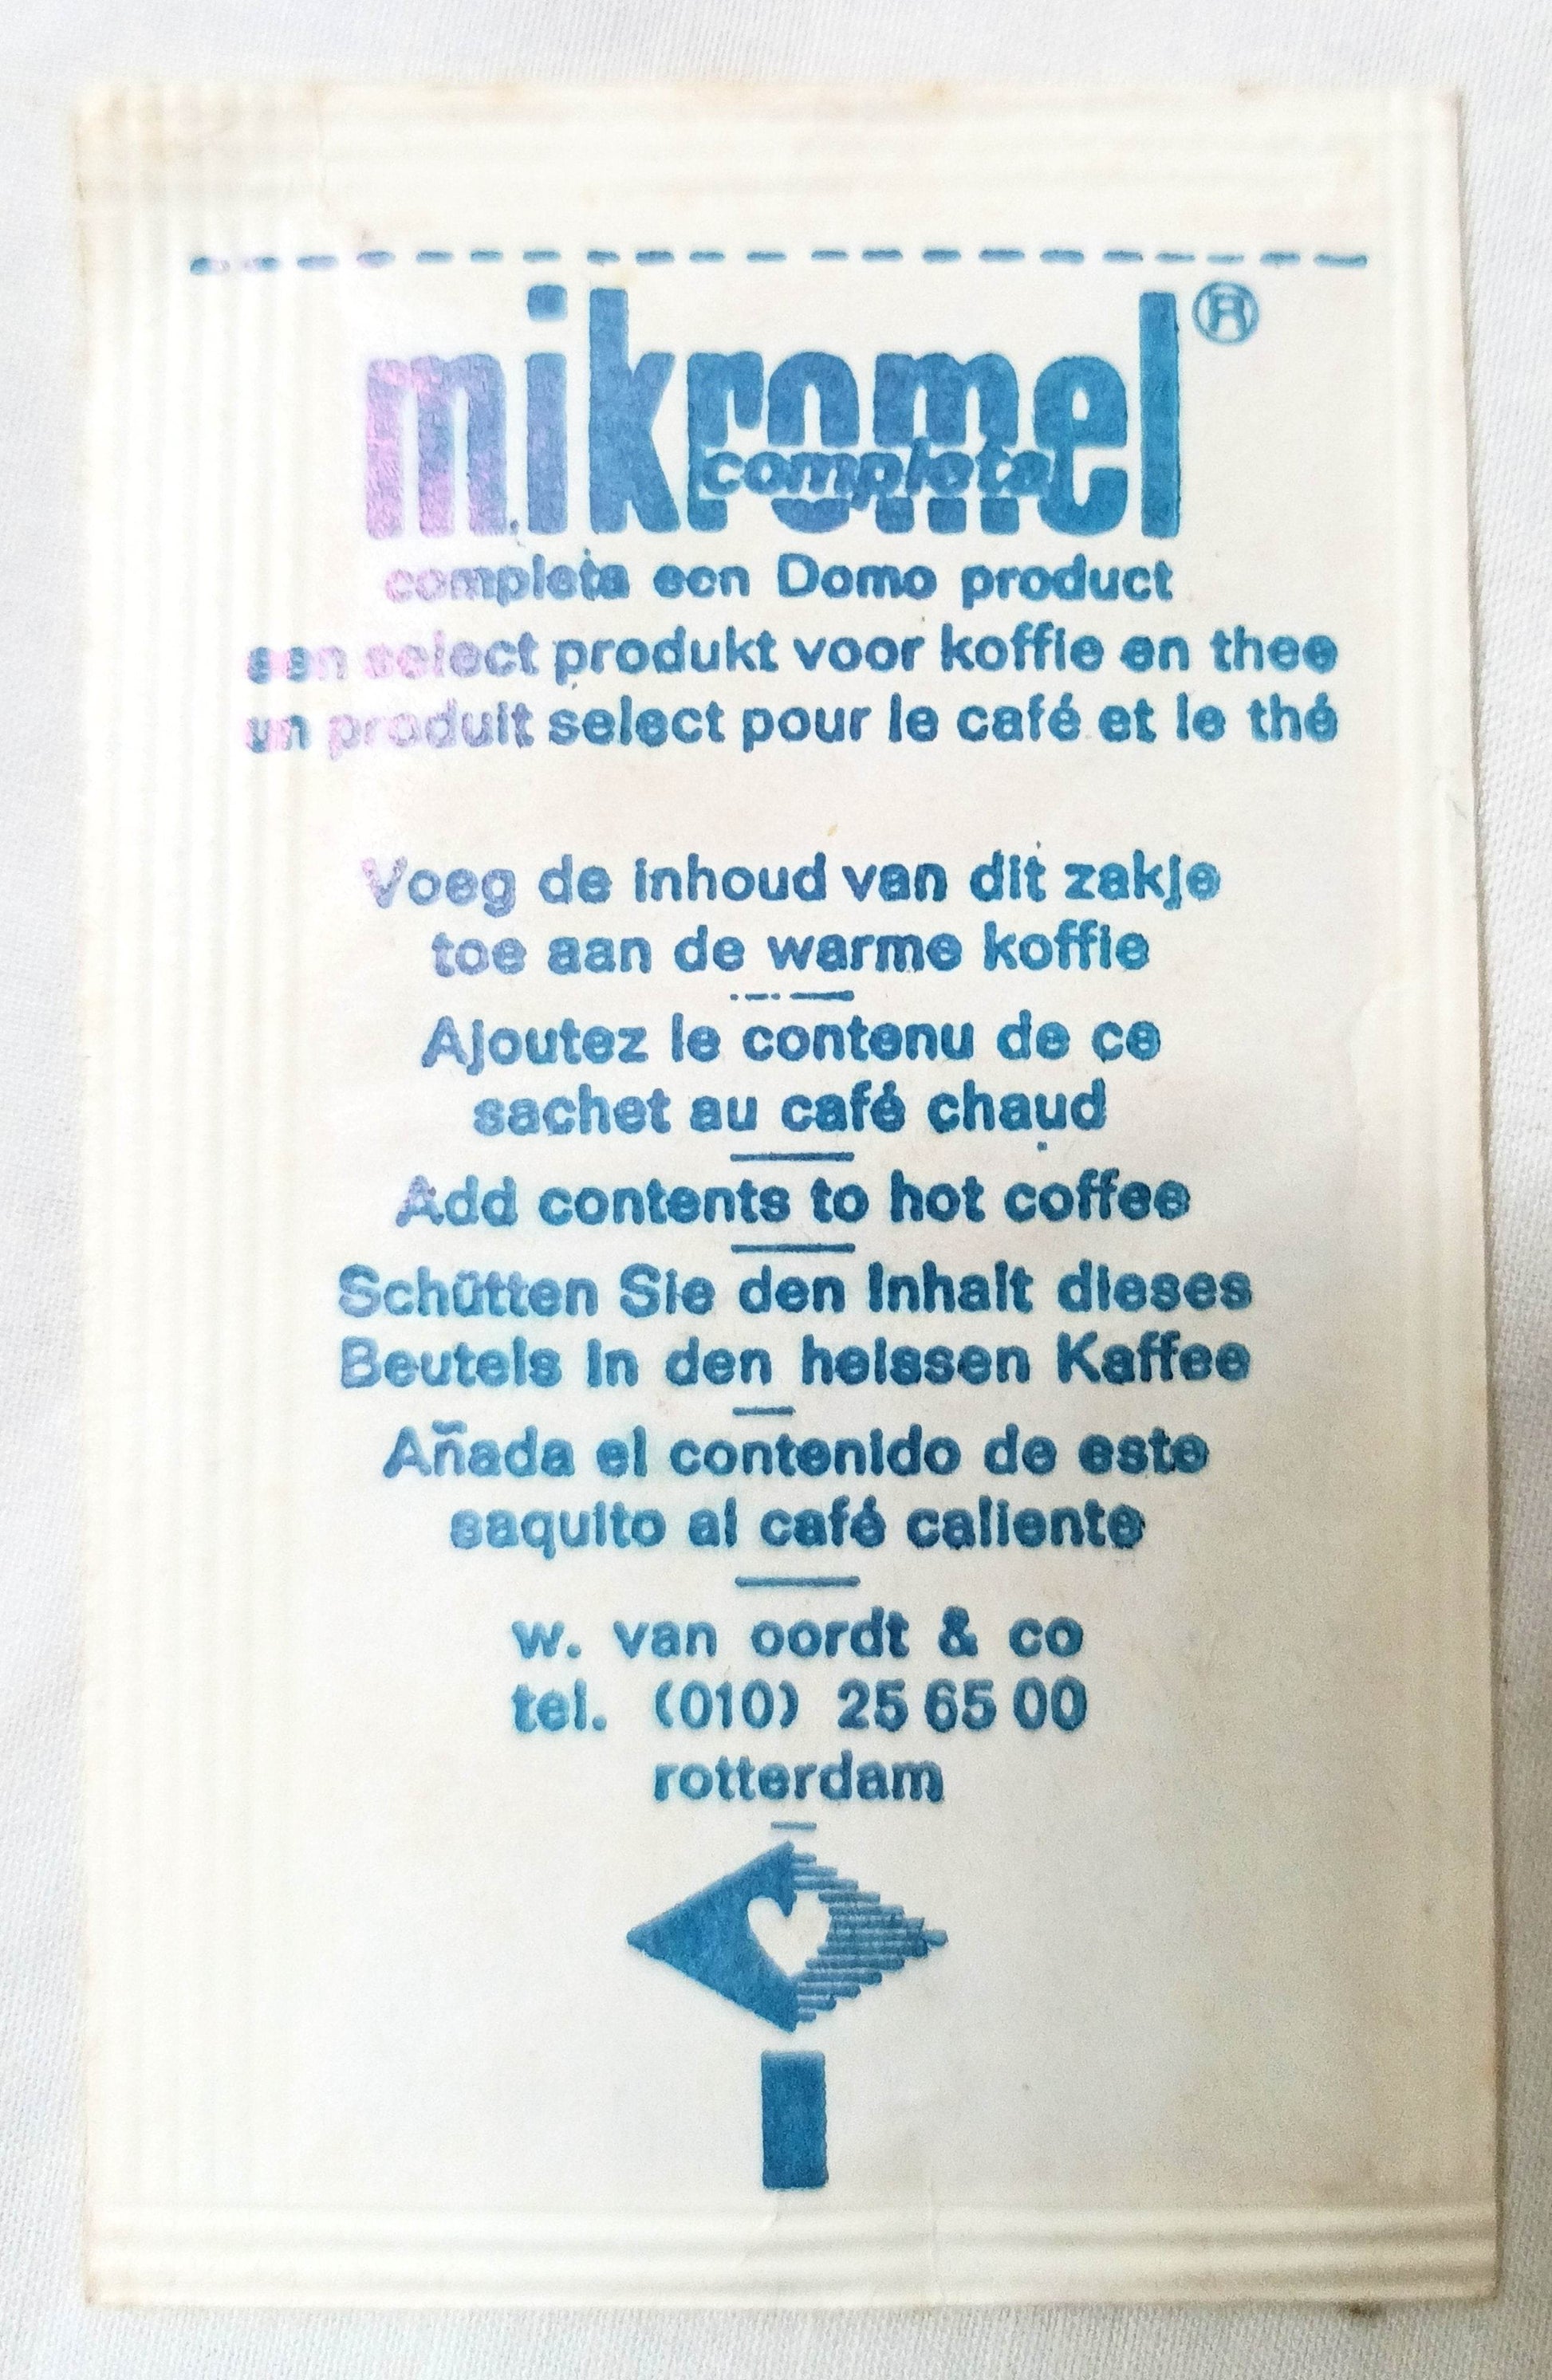 mikromel®
completa
completa een Domo product
een select produkt voor koffie en thee
un produit select pour le café et le thé
Voeg de inhoud van dit zakje
toe aan de warme koffie
Ajoutez le contenu de ce
sachet au café chaud
Add contents to hot coffee
Schütten Sie den Inhalt dieses
Beutels in den heissen Kaffee
Añada el contenido de este
saquito al café caliente
w. van oordt & co
tel. (010) 25 65 00
rotterdam